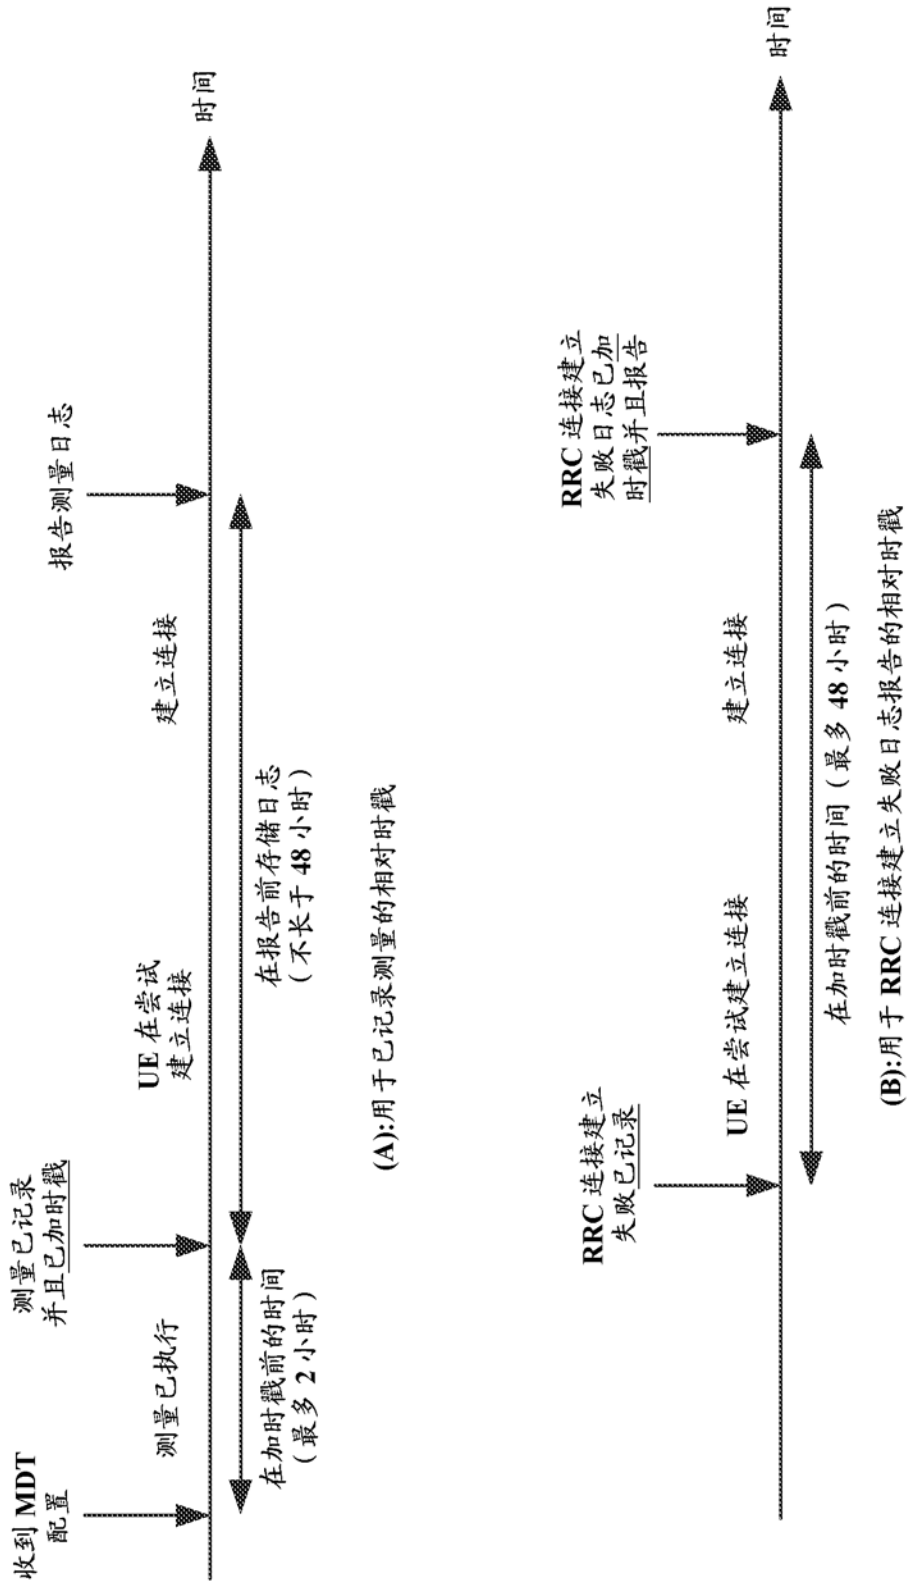 收到 MDT
配置
测量已执行
测量已记录
并且已加时戳
UE 在尝试
建立连接
建立连接
报告测量日志
时间
在加时戳前的时间
（最多 2 小时）
在报告前存储日志
（不长于 48 小时）
(A):用于已记录测量的相对时戳
RRC 连接建立
失败已记录
UE 在尝试建立连接
建立连接
RRC 连接建立
失败日志已加
时戳并且报告
时间
在加时戳前的时间（最多 48 小时）
(B):用于 RRC 连接建立失败日志报告的相对时戳